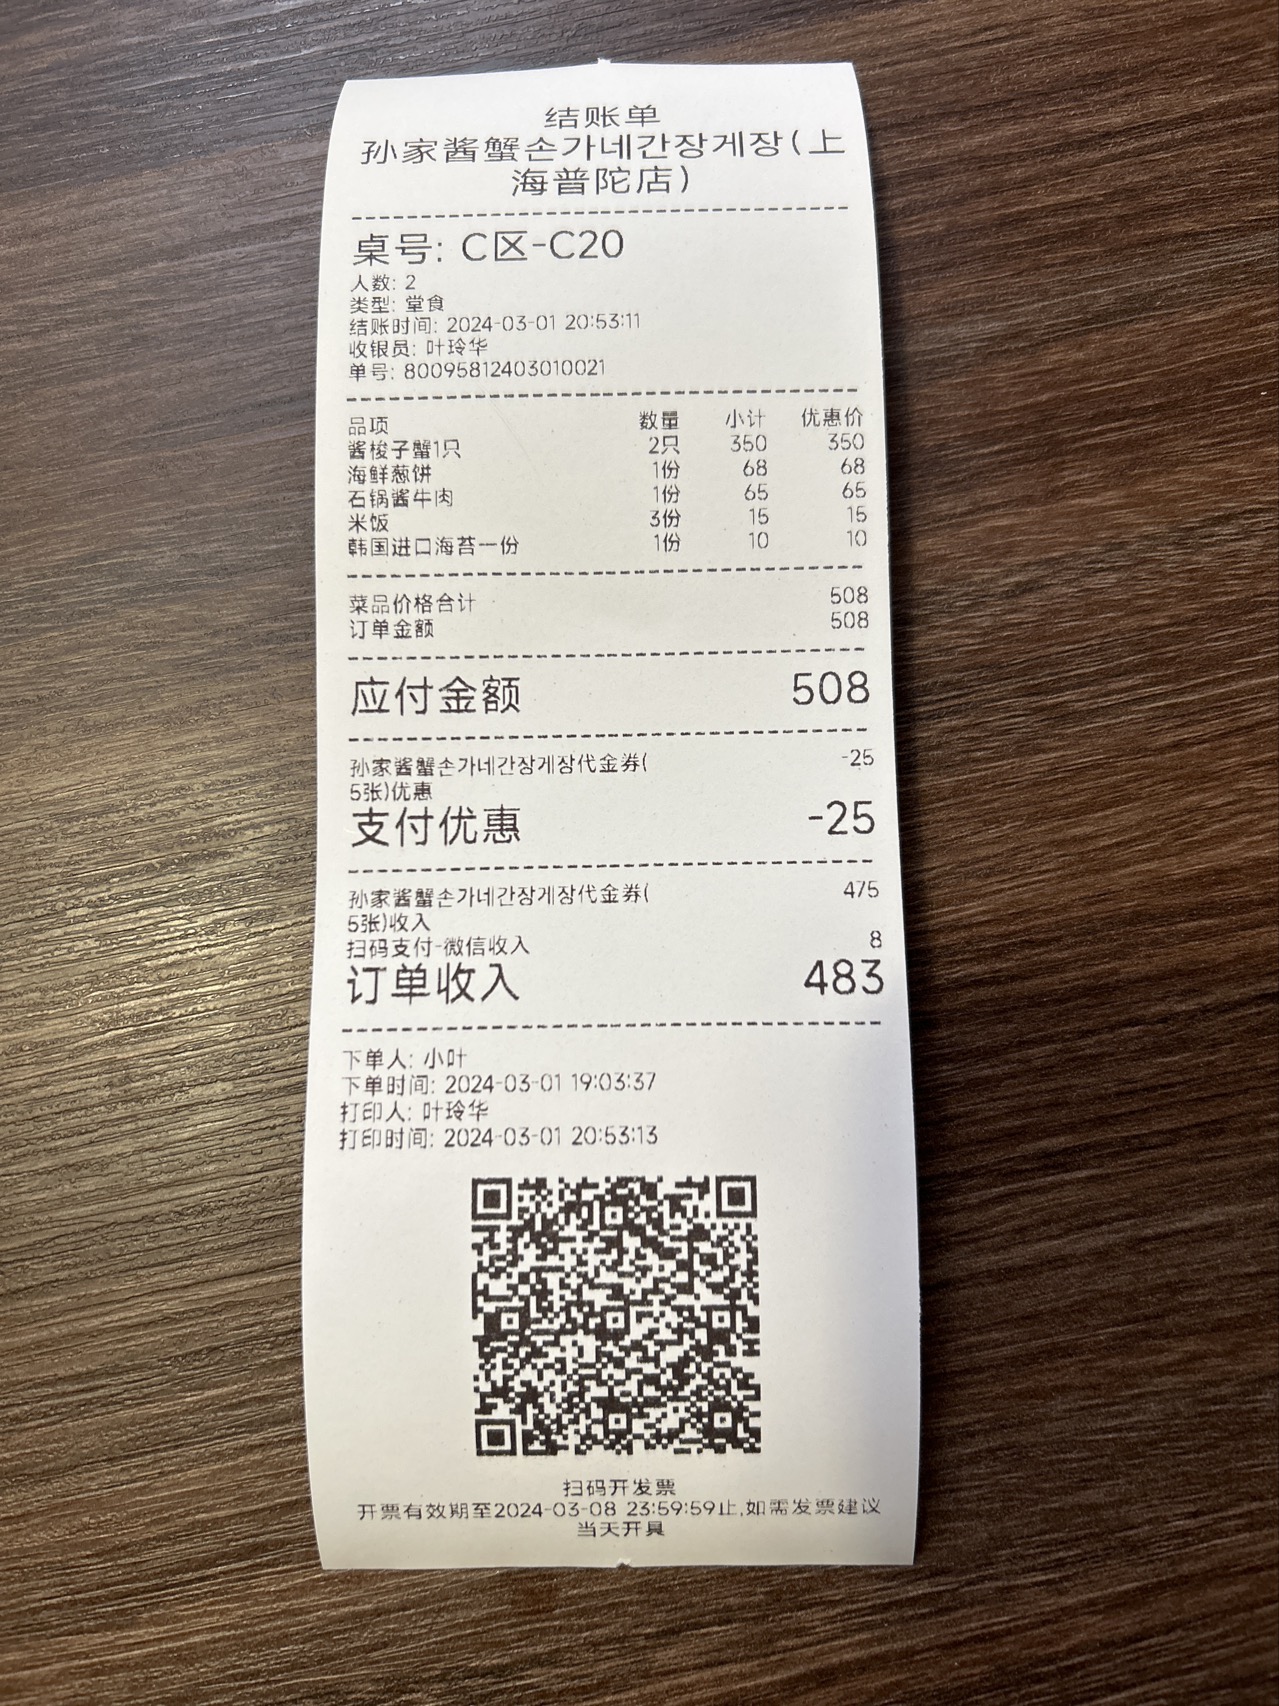 结账单
孙家酱蟹손가네간장게장(上
海普陀店)
桌号: C区-C20
人数: 2
类型: 堂食
结账时间: 2024-03-01 20:53:11
收银员: 叶玲华
单号: 80095812403010021
品项 数量 小计 优惠价
酱梭子蟹1只 2只 350 350
海鲜葱饼 1份 68 68
石锅酱牛肉 1份 65 65
米饭 3份 15 15
韩国进口海苔一份 1份 10 10
菜品价格合计 508
订单金额 508
应付金额 508
孙家酱蟹손가네간장게장代金券( -25
5张)优惠
支付优惠 -25
孙家酱蟹손가네간장게장代金券( 475
5张)收入
扫码支付-微信收入 8
订单收入 483
下单人: 小叶
下单时间: 2024-03-01 19:03:37
打印人: 叶玲华
打印时间: 2024-03-01 20:53:13
扫码开发票
开票有效期至2024-03-08 23:59:59止,如需发票建议
当天开具